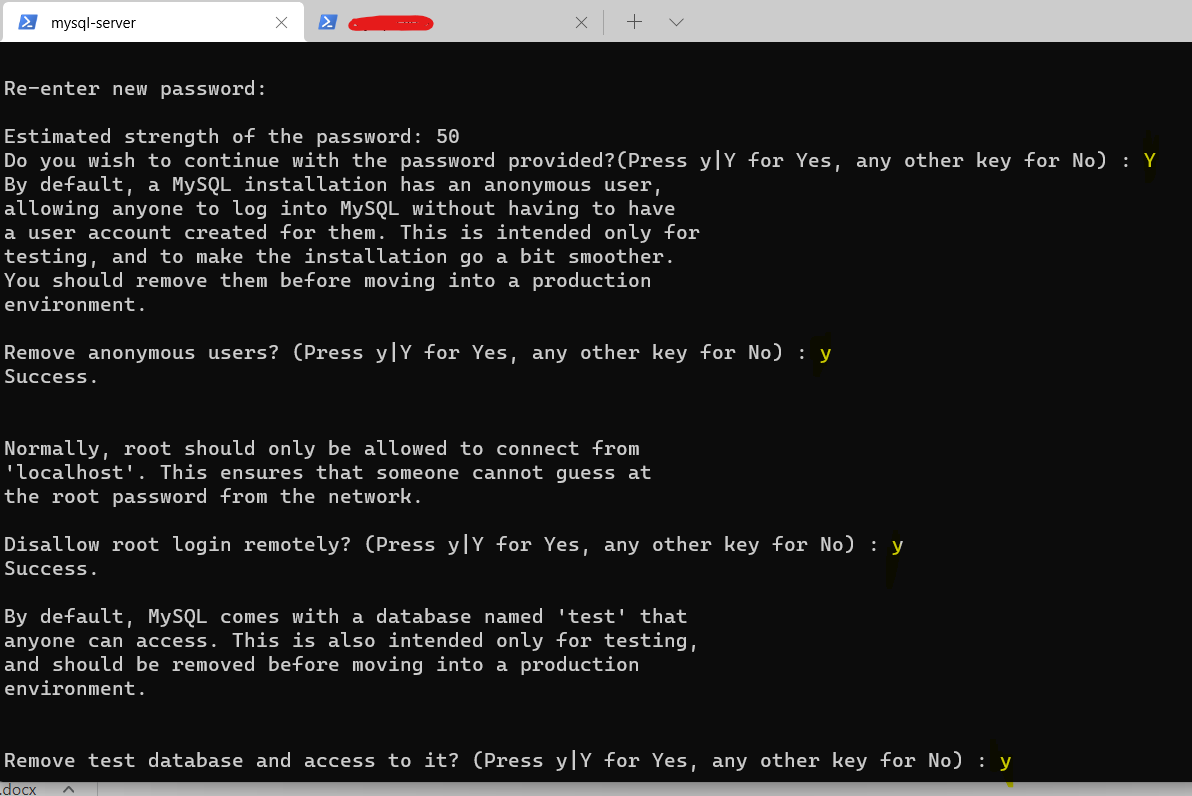 mysql-server
Re-enter new password:
Estimated strength of the password: 50
Do you wish to continue with the password provided?(Press y|Y for Yes, any other key for No) : Y
By default, a MySQL installation has an anonymous user,
allowing anyone to log into MySQL without having to have
a user account created for them. This is intended only for
testing, and to make the installation go a bit smoother.
You should remove them before moving into a production
environment.
Remove anonymous users? (Press y|Y for Yes, any other key for No) : y
Success.
Normally, root should only be allowed to connect from
'localhost'. This ensures that someone cannot guess at
the root password from the network.
Disallow root login remotely? (Press y|Y for Yes, any other key for No) : y
Success.
By default, MySQL comes with a database named 'test' that
anyone can access. This is also intended only for testing,
and should be removed before moving into a production
environment.
Remove test database and access to it? (Press y|Y for Yes, any other key for No) : y
.docx